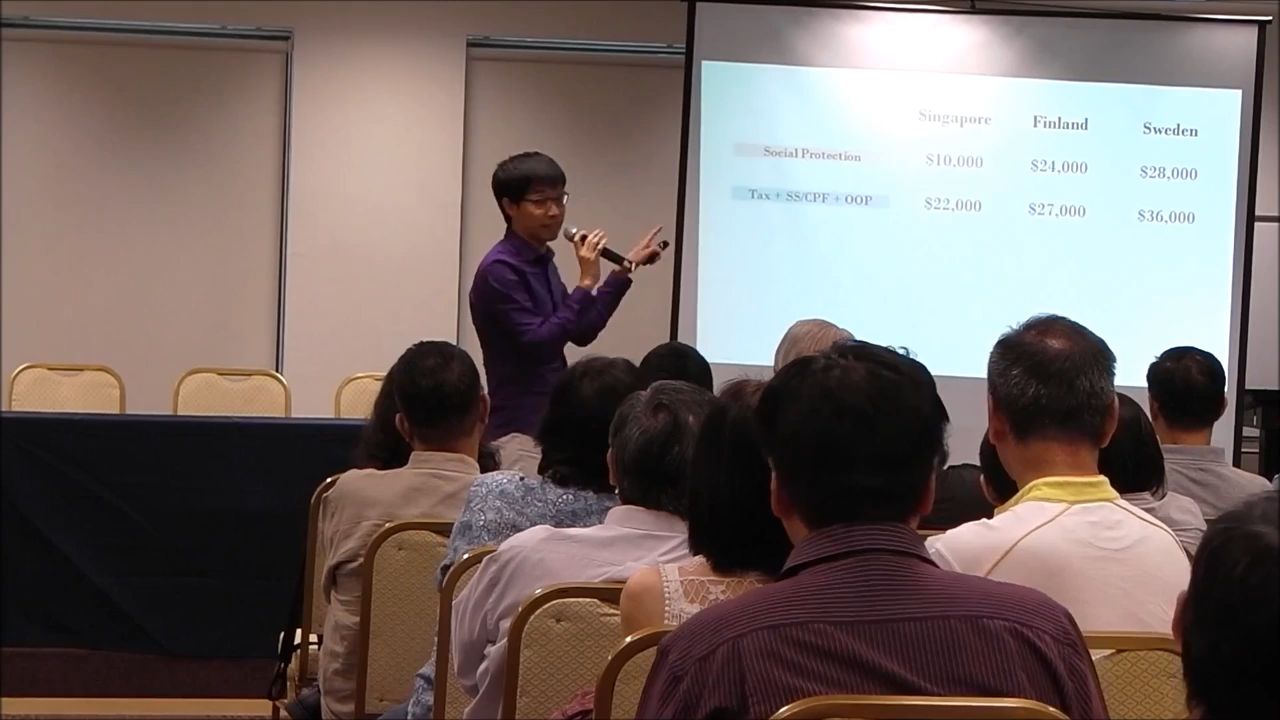 Singapore Finland Sweden
Social Protection $10,000 $24,000 $28,000
Tax + SS/CPF + OOP $22,000 $27,000 $36,000